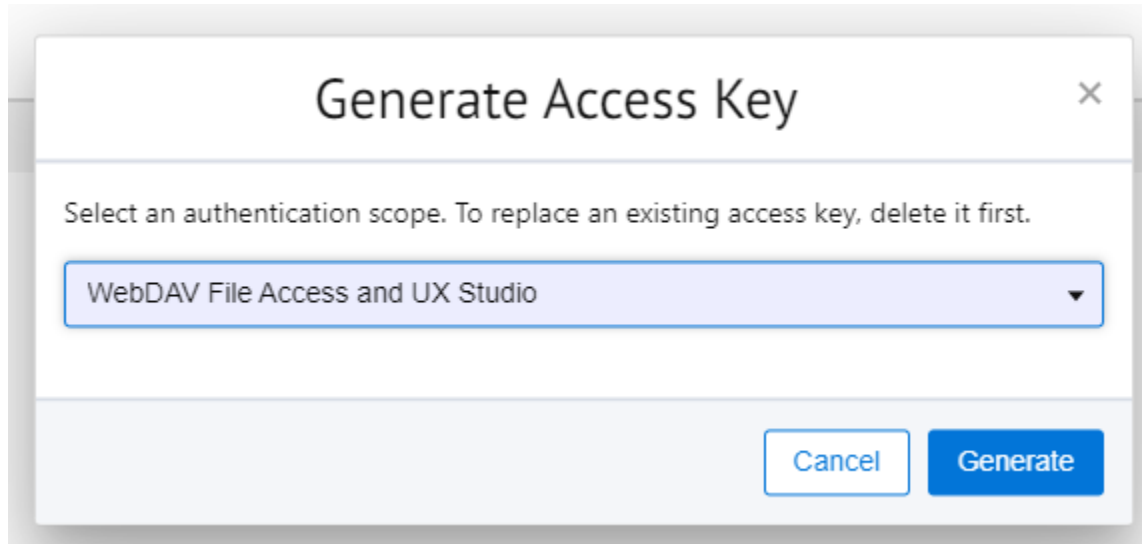 Generate Access Key
Select an authentication scope. To replace an existing access key, delete it first.
WebDAV File Access and UX Studio
Cancel Generate